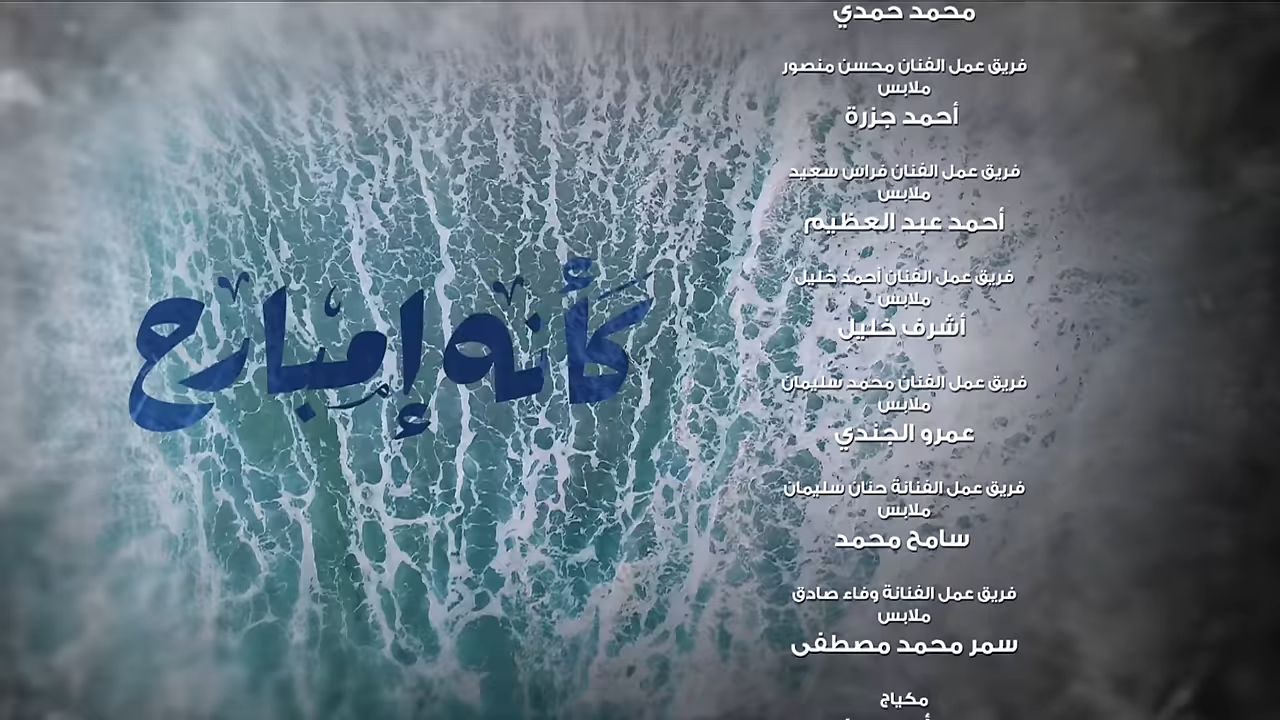 كأنه إمبارح
محمد حمدي
فريق عمل الفنان محسن منصور
ملابس
أحمد جزرة
فريق عمل الفنان فراس سعيد
ملابس
أحمد عبد العظيم
فريق عمل الفنان أحمد خليل
ملابس
أشرف خليل
فريق عمل الفنان محمد سليمان
ملابس
عمرو الجندي
فريق عمل الفنانة حنان سليمان
ملابس
سامح محمد
فريق عمل الفنانة وفاء صادق
ملابس
سمر محمد مصطفى
مكياج